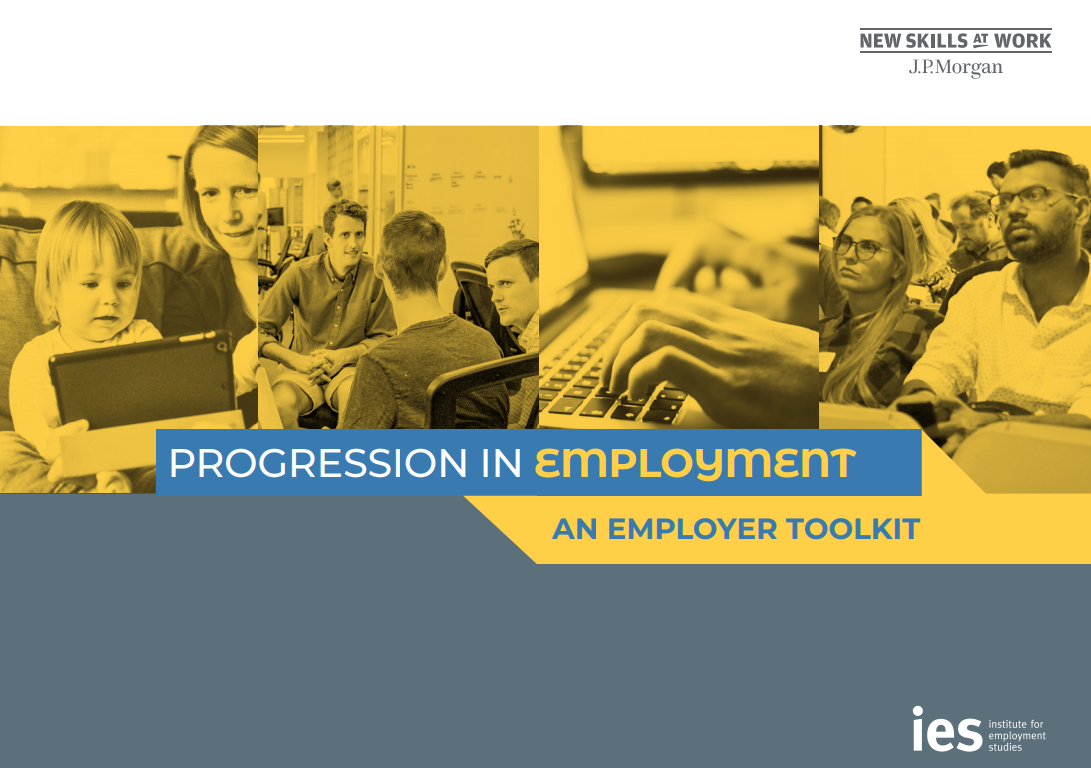 NEW SKILLS AT WORK
J.P.Morgan
PROGRESSION IN EMPLOYMENT
AN EMPLOYER TOOLKIT
ies
institute for
employment
studies